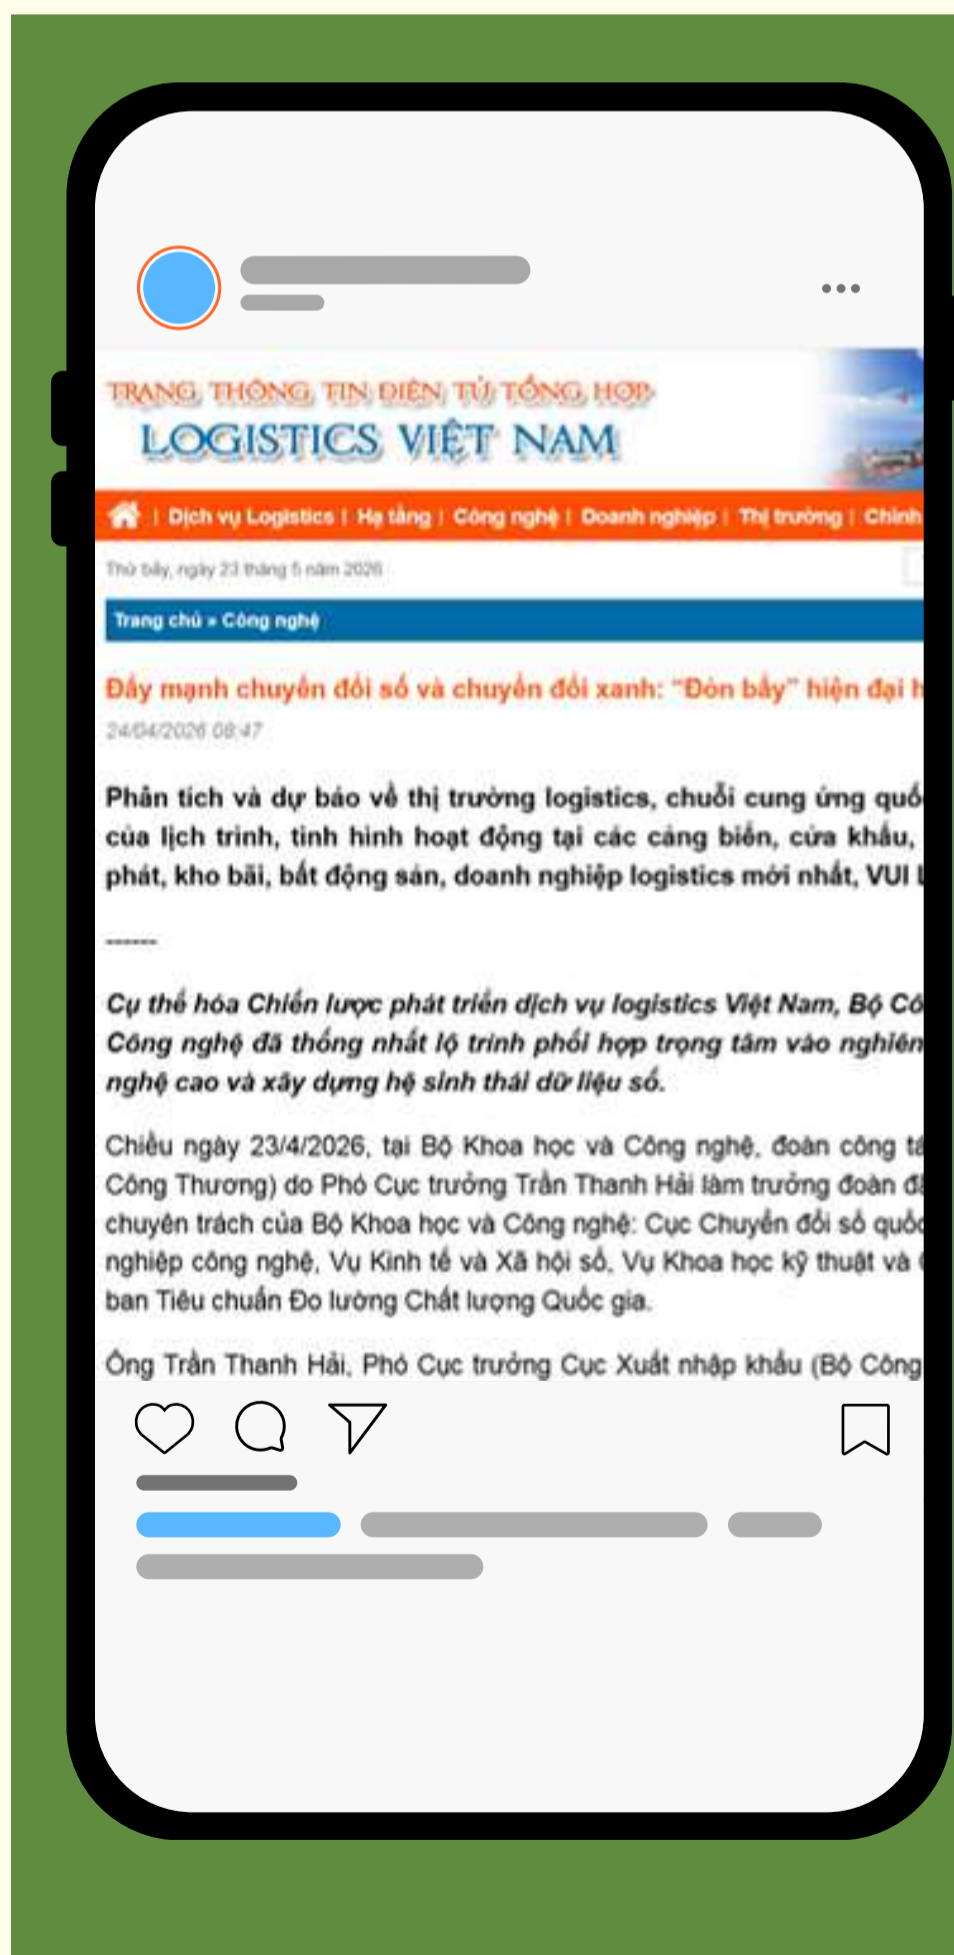 TRANG THÔNG TIN ĐIỆN TỬ TỔNG HỢP
LOGISTICS VIỆT NAM
| Dịch vụ Logistics | Hạ tầng | Công nghệ | Doanh nghiệp | Thị trường | Chính
Thứ bảy, ngày 23 tháng 5 năm 2026
Trang chủ » Công nghệ
Đẩy mạnh chuyển đổi số và chuyển đổi xanh: "Đòn bẩy" hiện đại h
24/04/2026 08:47
Phân tích và dự báo về thị trường logistics, chuỗi cung ứng quố
của lịch trình, tình hình hoạt động tại các cảng biển, cửa khẩu,
phát, kho bãi, bất động sản, doanh nghiệp logistics mới nhất, VUI L
------
Cụ thể hóa Chiến lược phát triển dịch vụ logistics Việt Nam, Bộ Cô
Công nghệ đã thống nhất lộ trình phối hợp trọng tâm vào nghiên
nghệ cao và xây dựng hệ sinh thái dữ liệu số.
Chiều ngày 23/4/2026, tại Bộ Khoa học và Công nghệ, đoàn công tá
Công Thương) do Phó Cục trưởng Trần Thanh Hải làm trưởng đoàn đã
chuyên trách của Bộ Khoa học và Công nghệ: Cục Chuyển đổi số quốc
nghiệp công nghệ, Vụ Kinh tế và Xã hội số, Vụ Khoa học kỹ thuật và
ban Tiêu chuẩn Đo lường Chất lượng Quốc gia.
Ông Trần Thanh Hải, Phó Cục trưởng Cục Xuất nhập khẩu (Bộ Công